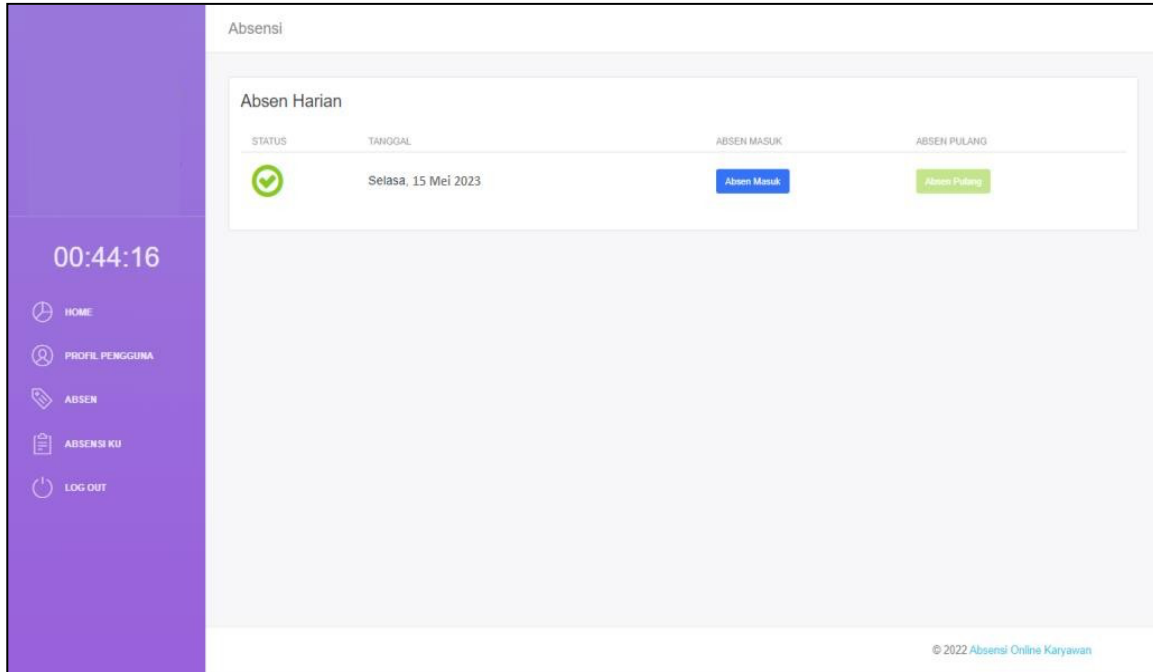 Absensi
Absen Harian
STATUS TANGGAL ABSEN MASUK ABSEN PULANG
Selasa, 15 Mei 2023 Absen Masuk Absen Pulang
00:44:16
HOME
PROFIL PENGGUNA
ABSEN
ABSENSI KU
LOG OUT
© 2022 Absensi Online Karyawan